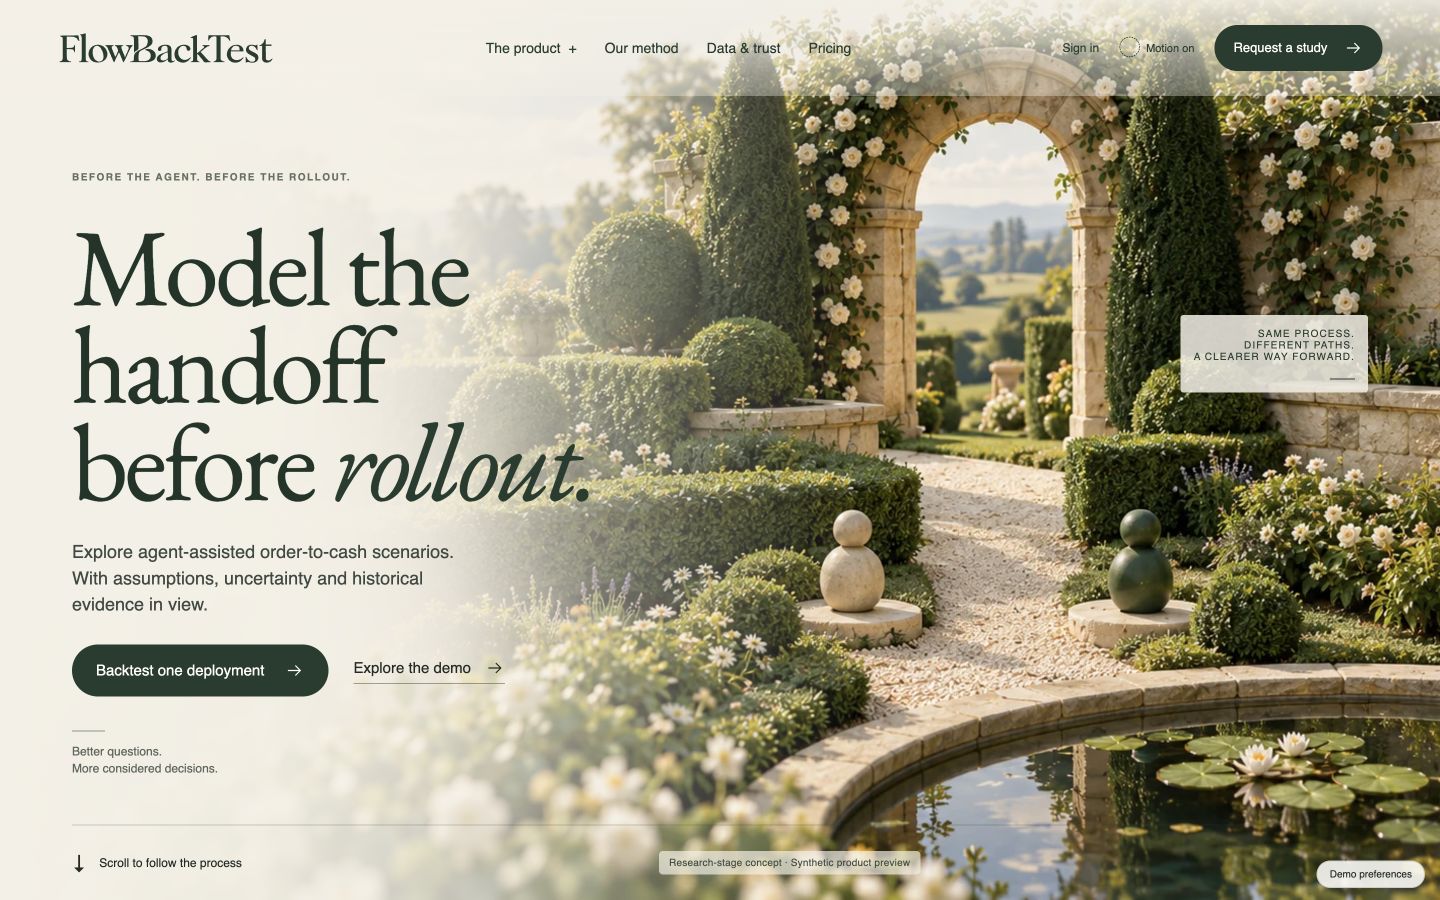 FlowBackTest
The product +
Our method
Data & trust
Pricing
Sign in
Motion on
Request a study →
BEFORE THE AGENT. BEFORE THE ROLLOUT.
Model the
handoff
before rollout.
SAME PROCESS.
DIFFERENT PATHS.
A CLEARER WAY FORWARD.
Explore agent-assisted order-to-cash scenarios.
With assumptions, uncertainty and historical
evidence in view.
Backtest one deployment →
Explore the demo →
Better questions.
More considered decisions.
↓ Scroll to follow the process
Research-stage concept · Synthetic product preview
Demo preferences